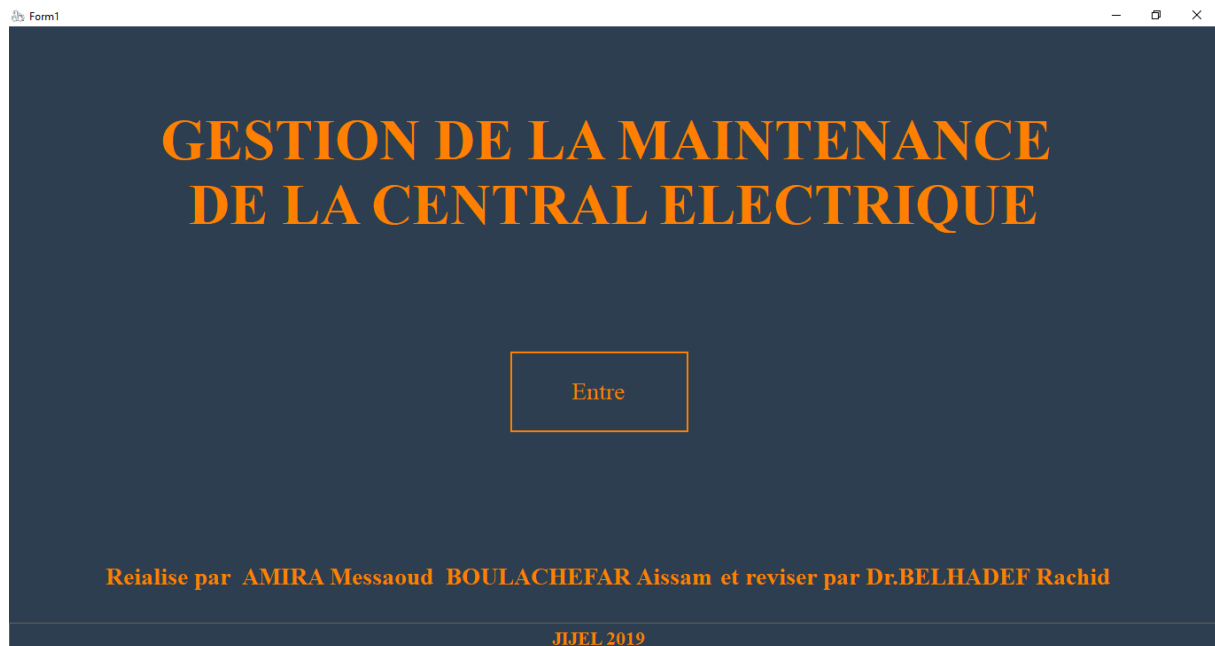 Form1
GESTION DE LA MAINTENANCE
DE LA CENTRAL ELECTRIQUE
Entre
Reialise par AMIRA Messaoud BOULACHEFAR Aissam et reviser par Dr.BELHADEF Rachid
JIJEL 2019